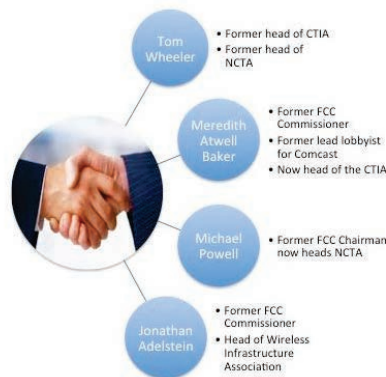 Tom
Wheeler
• Former head of CTIA
• Former head of
NCTA
Meredith
Atwell
Baker
• Former FCC
Commissioner
• Former lead lobbyist
for Comcast
• Now head of the CTIA
Michael
Powell
• Former FCC Chairman
now heads NCTA
Jonathan
Adelstein
• Former FCC
Commissioner
• Head of Wireless
Infrastructure
Association